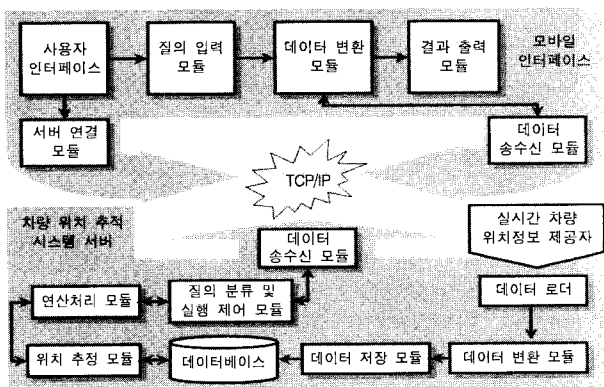 사용자
인터페이스
질의 입력
모듈
데이터 변환
모듈
결과 출력
모듈
모바일
인터페이스
서버 연결
모듈
데이터
송수신 모듈
TCP/IP
차량 위치 추적
시스템 서버
데이터
송수신 모듈
실시간 차량
위치정보 제공자
연산처리 모듈
질의 분류 및
실행 제어 모듈
데이터 로더
위치 추정 모듈
데이터베이스
데이터 저장 모듈
데이터 변환 모듈